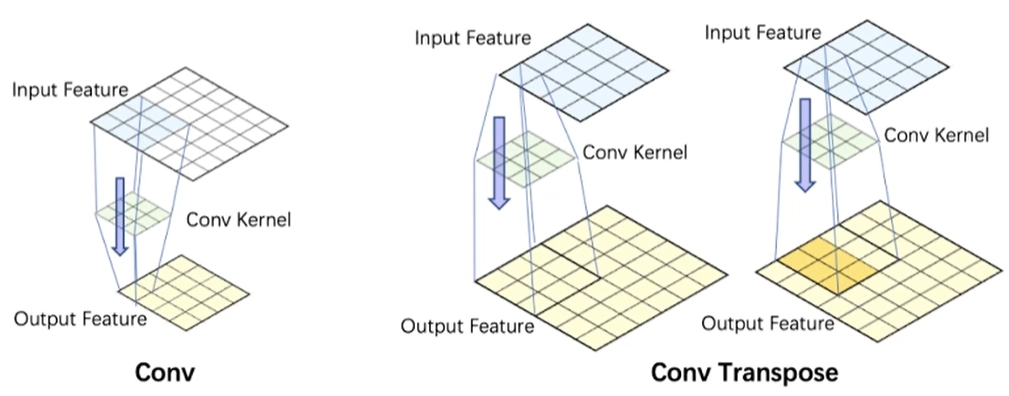 Input Feature
Conv Kernel
Output Feature
Conv
Input Feature
Conv Kernel
Output Feature
Input Feature
Conv Kernel
Output Feature
Conv Transpose